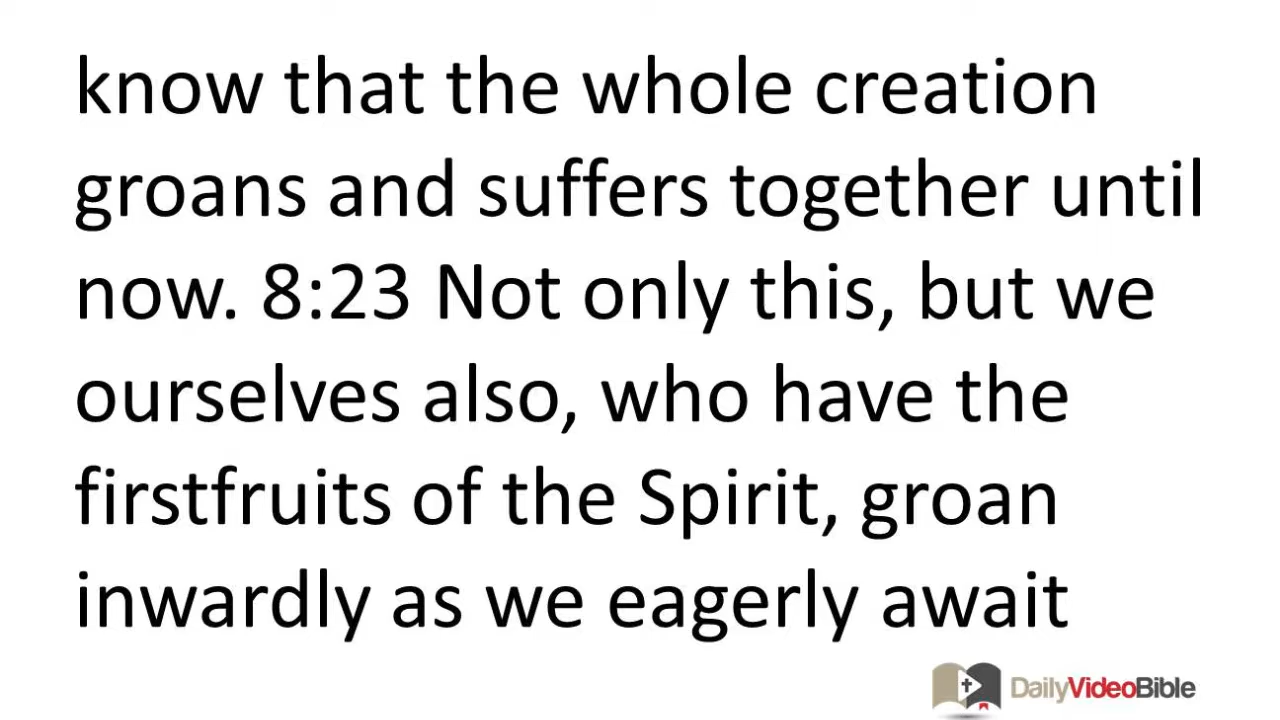 know that the whole creation
groans and suffers together until
now. 8:23 Not only this, but we
ourselves also, who have the
firstfruits of the Spirit, groan
inwardly as we eagerly await
DailyVideoBible